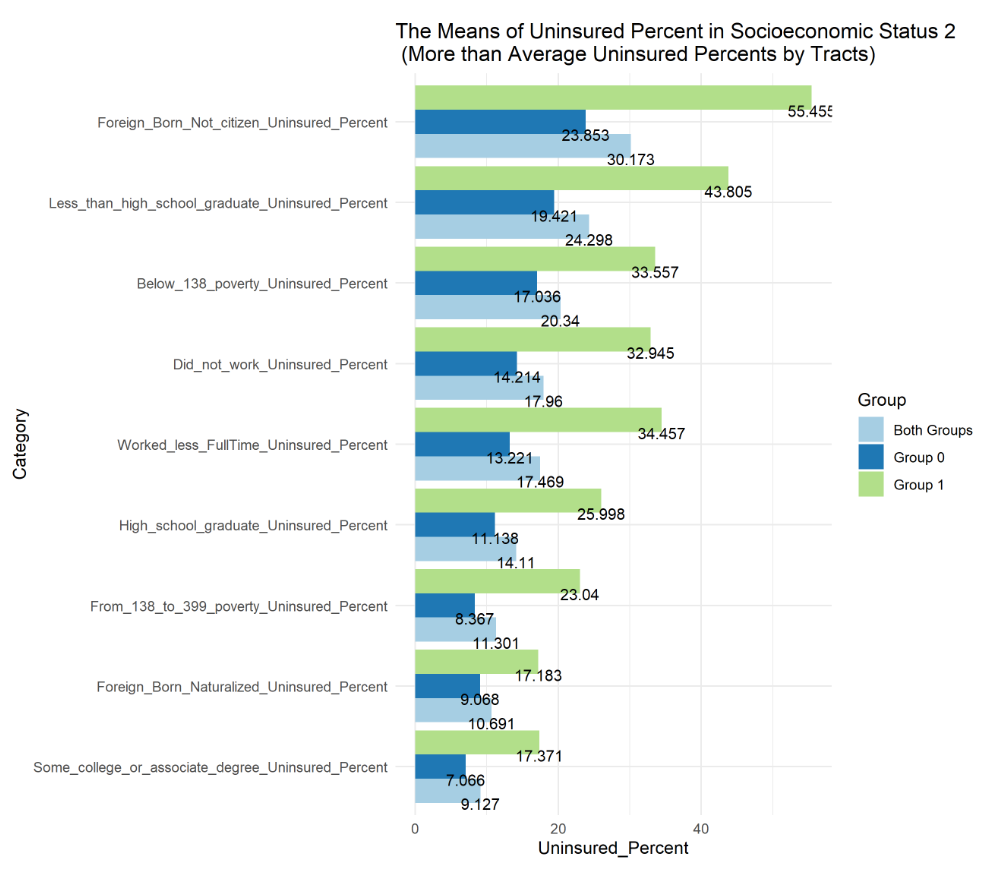 The Means of Uninsured Percent in Socioeconomic Status 2
(More than Average Uninsured Percents by Tracts)
Category
Foreign_Born_Not_citizen_Uninsured_Percent
55.455
23.853
30.173
Less_than_high_school_graduate_Uninsured_Percent
43.805
19.421
24.298
Below_138_poverty_Uninsured_Percent
33.557
17.036
20.34
Did_not_work_Uninsured_Percent
32.945
14.214
17.96
Worked_less_FullTime_Uninsured_Percent
34.457
13.221
17.469
High_school_graduate_Uninsured_Percent
25.998
11.138
14.11
From_138_to_399_poverty_Uninsured_Percent
23.04
8.367
11.301
Foreign_Born_Naturalized_Uninsured_Percent
17.183
9.068
10.691
Some_college_or_associate_degree_Uninsured_Percent
17.371
7.066
9.127
0 20 40
Uninsured_Percent
Group
Both Groups
Group 0
Group 1